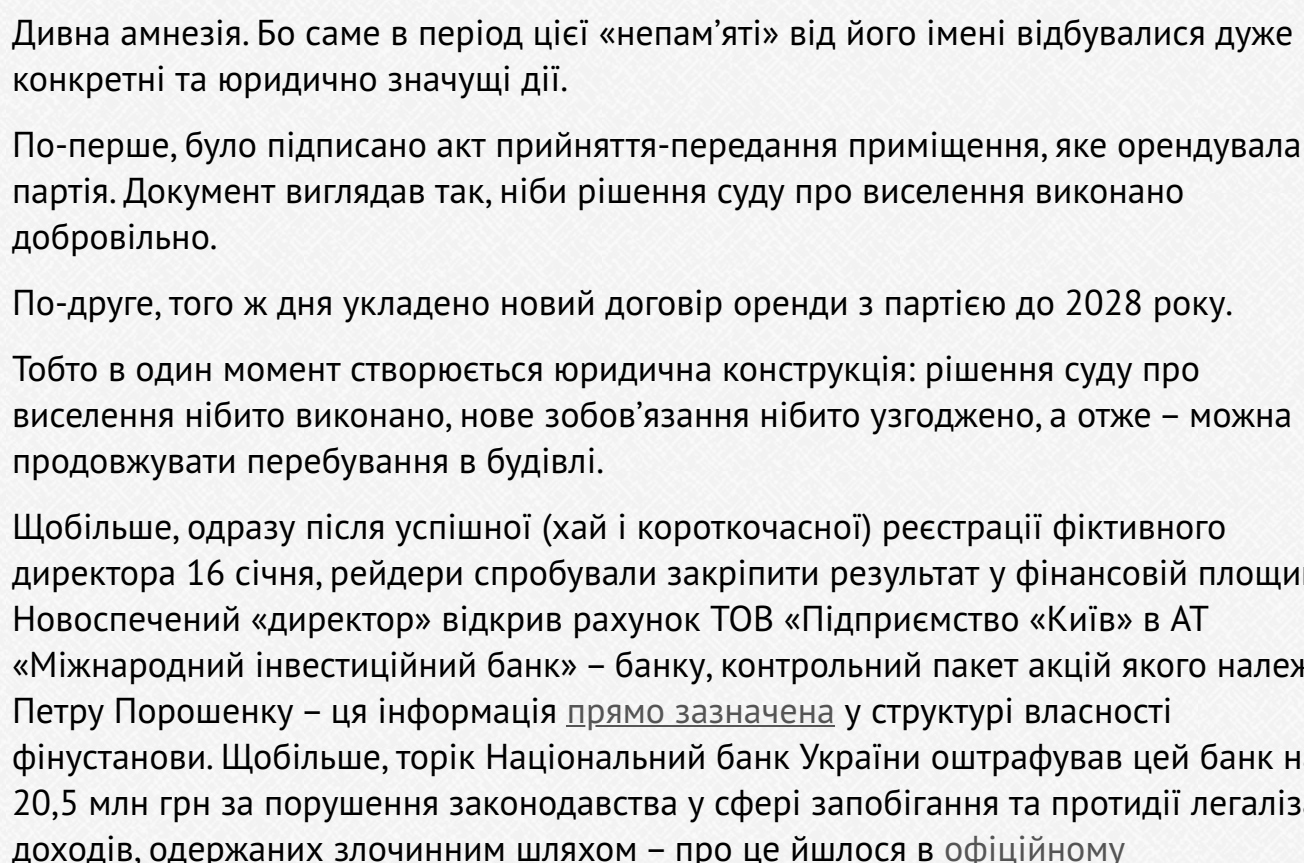 Дивна амнезія. Бо саме в період цієї «непам’яті» від його імені відбувалися дуже
конкретні та юридично значущі дії.
По-перше, було підписано акт прийняття-передання приміщення, яке орендувала
партія. Документ виглядав так, ніби рішення суду про виселення виконано
добровільно.
По-друге, того ж дня укладено новий договір оренди з партією до 2028 року.
Тобто в один момент створюється юридична конструкція: рішення суду про
виселення нібито виконано, нове зобов’язання нібито узгоджено, а отже – можна
продовжувати перебування в будівлі.
Щобільше, одразу після успішної (хай і короткочасної) реєстрації фіктивного
директора 16 січня, рейдери спробували закріпити результат у фінансовій
Новоспечений «директор» відкрив рахунок ТОВ «Підприємство «Київ» в АТ
«Міжнародний інвестиційний банк» – банку, контрольний пакет акцій якого
Петру Порошенку – ця інформація прямо зазначена у структурі власності
фінустанови. Щобільше, торік Національний банк України оштрафував цей банк
20,5 млн грн за порушення законодавства у сфері запобігання та протидії
доходів, одержаних злочинним шляхом – про це йшлося в офіційному